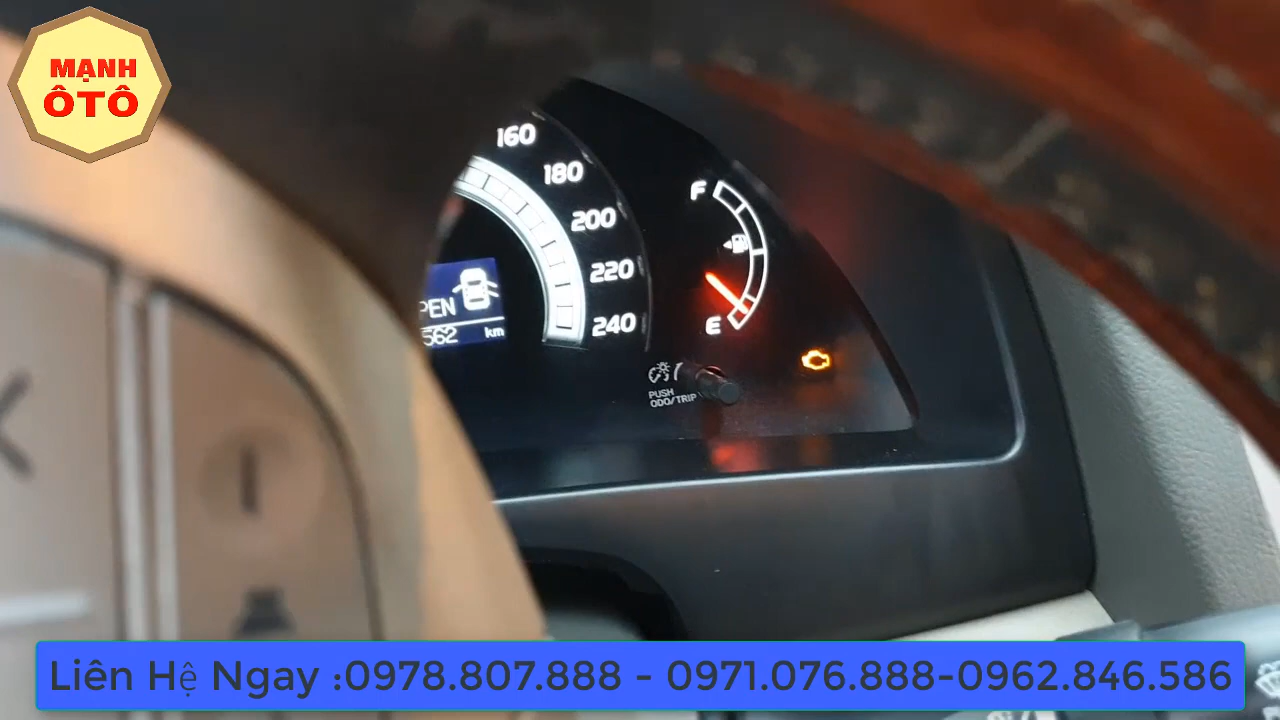 MẠNH
ÔTÔ
160
180
200
220
240
F
E
PEN
562 km
PUSH
ODO/TRIP
Liên Hệ Ngay :0978.807.888 - 0971.076.888-0962.846.586